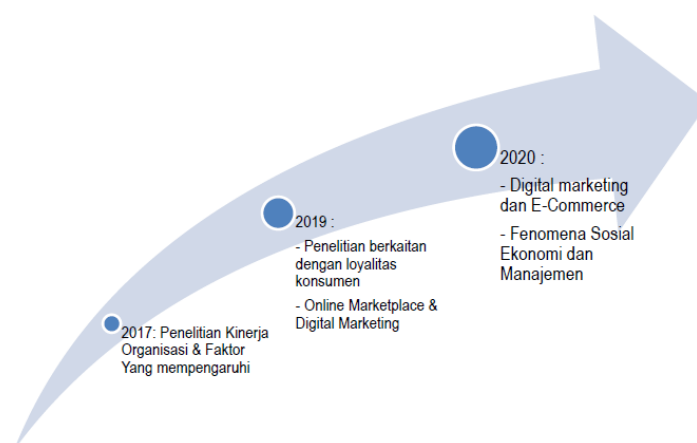 2017: Penelitian Kinerja
Organisasi & Faktor
Yang mempengaruhi
2019 :
- Penelitian berkaitan
dengan loyalitas
konsumen
- Online Marketplace &
Digital Marketing
2020 :
- Digital marketing
dan E-Commerce
- Fenomena Sosial
Ekonomi dan
Manajemen